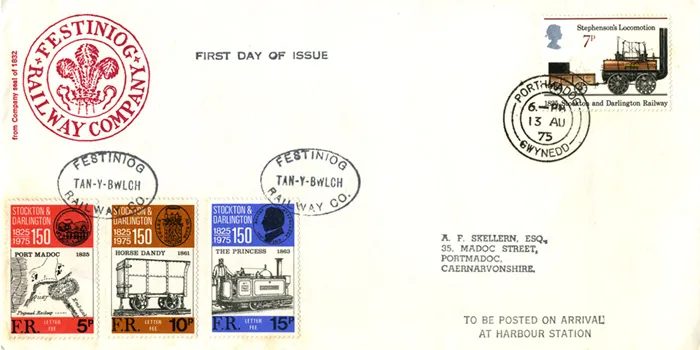 from Company seal of 1832
FESTINIOG
RAILWAY COMPANY
FIRST DAY OF ISSUE
Stephenson's Locomotion
7P
1825 Stockton and Darlington Railway
PORTHMADOG
6.-PM
13 AU
75
GWYNEDD
FESTINIOG
TAN-Y-BWLCH
RAILWAY CO.
FESTINIOG
TAN-Y-BWLCH
RAILWAY CO.
STOCKTON &
DARLINGTON
1825
1975 150
PORT MADOC 1835
Proposed Railway
F.R. LETTER FEE 5P
STOCKTON &
DARLINGTON
1825
1975 150
HORSE DANDY 1861
F.R. LETTER FEE 10P
STOCKTON &
DARLINGTON
1825
1975 150
THE PRINCESS 1863
F.R. LETTER FEE 15P
A. F. SKELLERN, ESQ.,
35, MADOC STREET,
PORTMADOC,
CAERNARVONSHIRE.
TO BE POSTED ON ARRIVAL
AT HARBOUR STATION